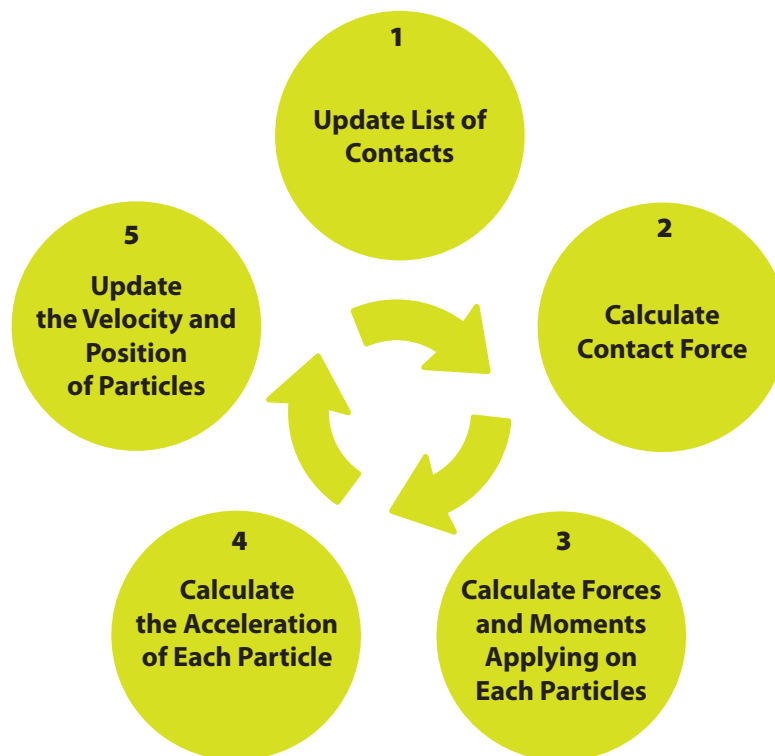 1
Update List of
Contacts
2
Calculate
Contact Force
3
Calculate Forces
and Moments
Applying on
Each Particles
4
Calculate
the Acceleration
of Each Particle
5
Update
the Velocity and
Position
of Particles